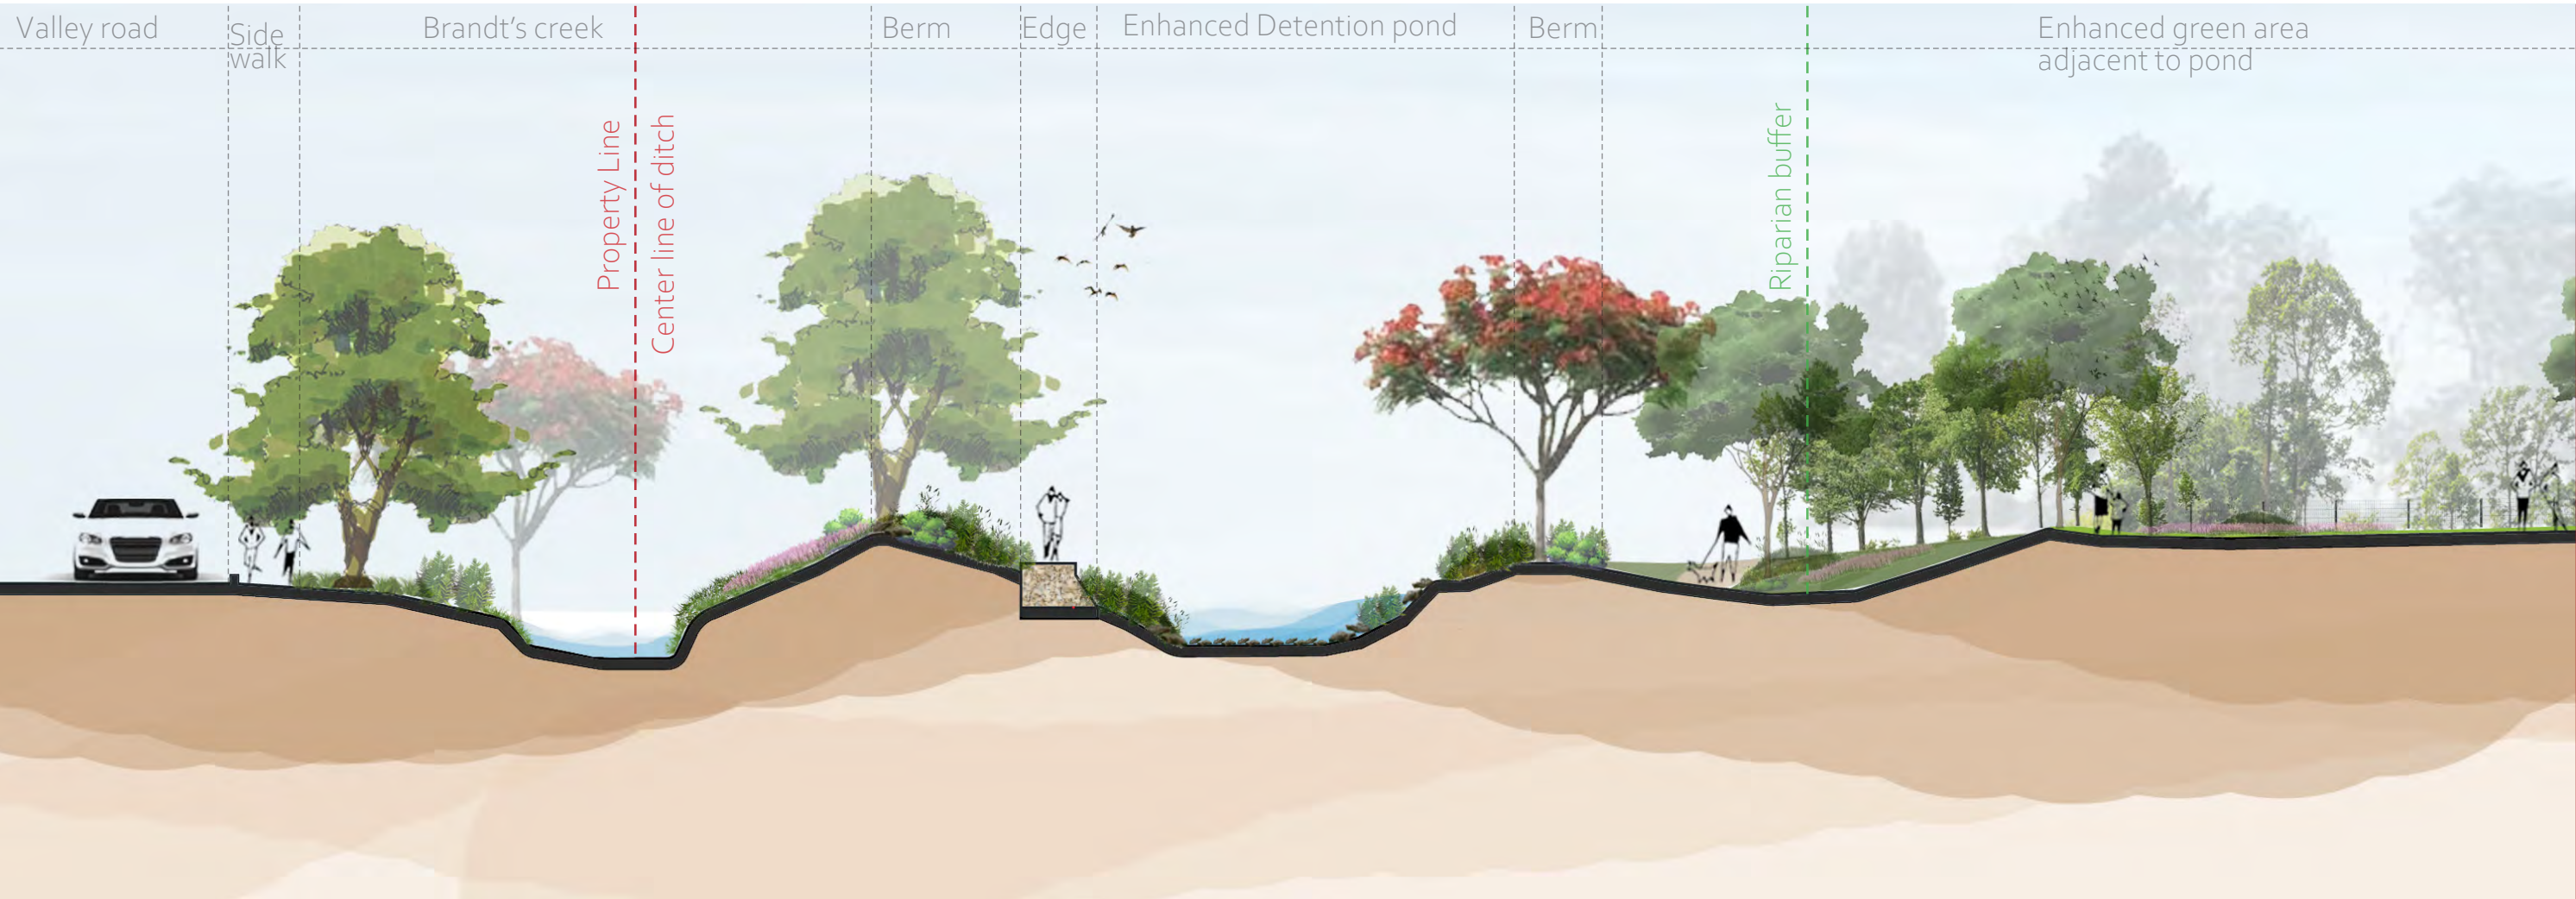 Valley road
Side
walk
Brandt's creek
Berm
Edge
Enhanced Detention pond
Berm
Enhanced green area
adjacent to pond
Property Line
Center line of ditch
Riparian buffer